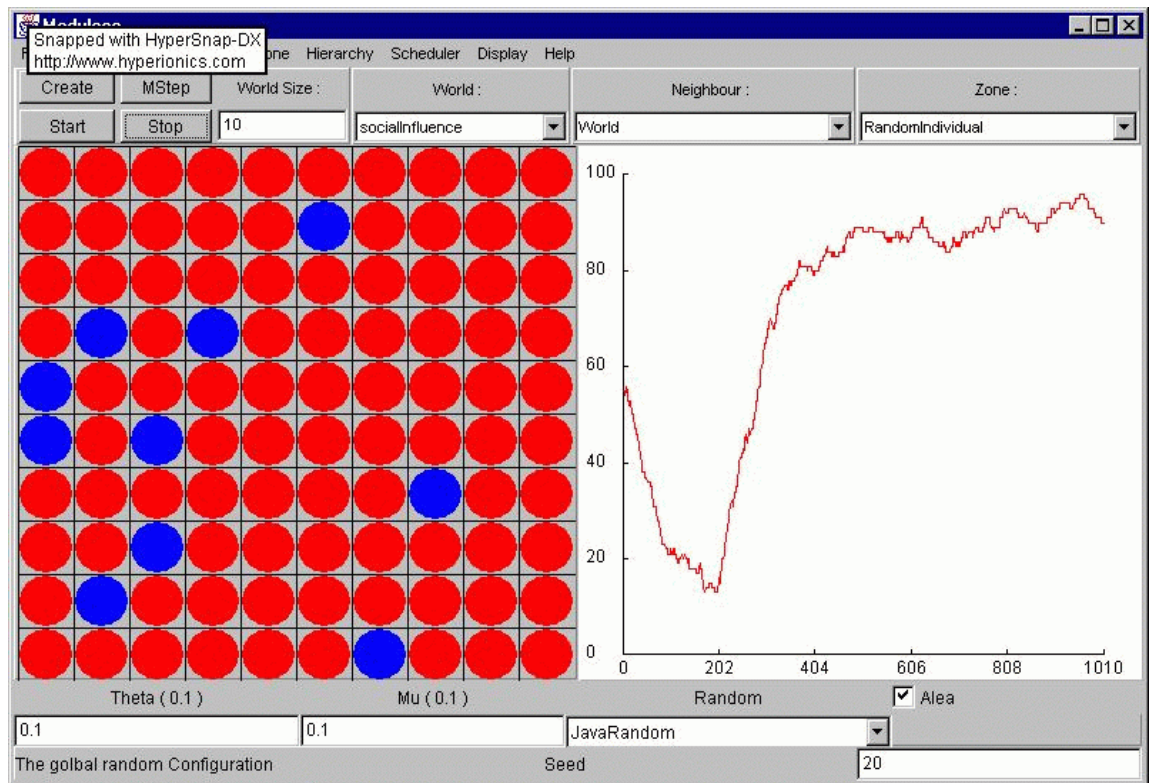 Snapped with HyperSnap-DX
http://www.hyperionics.com
Hierarchy Scheduler Display Help
Create MStep World Size : World : Neighbour : Zone :
Start Stop 10 socialInfluence World RandomIndividual
100
80
60
40
20
0
0 202 404 606 808 1010
Theta ( 0.1 ) Mu ( 0.1 ) Random Alea
0.1 0.1 JavaRandom
The golbal random Configuration Seed 20